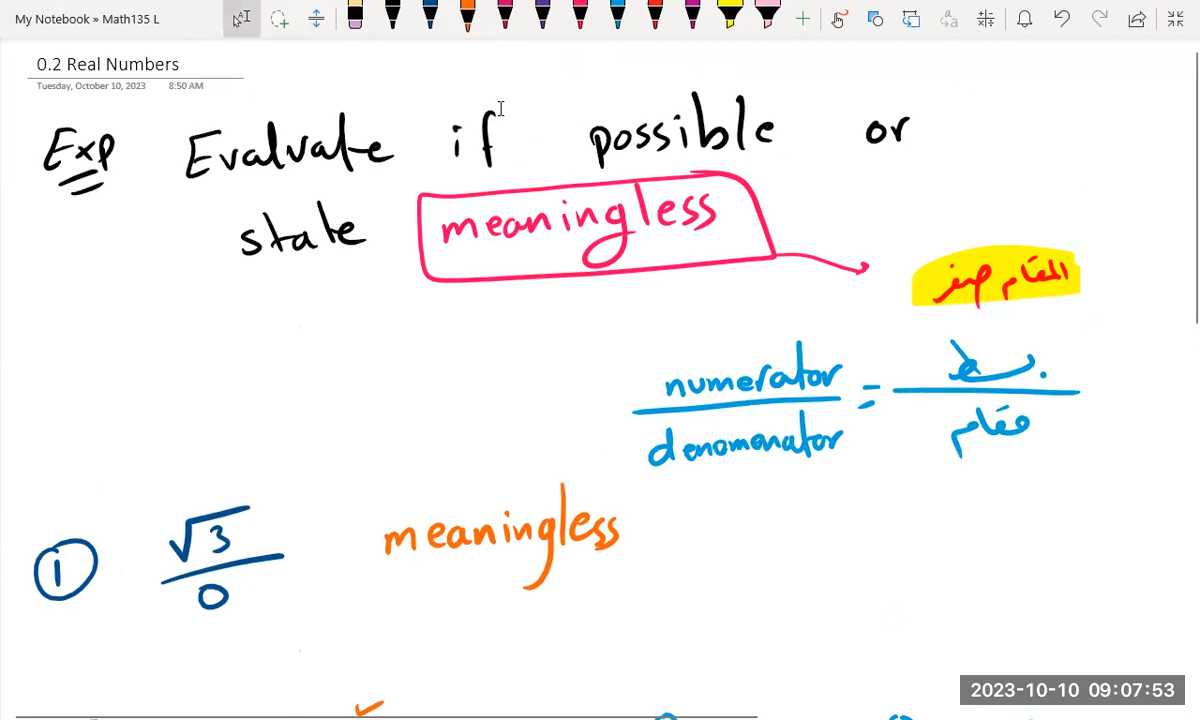 My Notebook » Math135 L
0.2 Real Numbers
Tuesday, October 10, 2023 8:50 AM
Exp Evaluate if possible or
state meaningless
المقام صفر
numerator = بسط
denomenator مقام
① √3 meaningless
0
2023-10-10 09:07:53